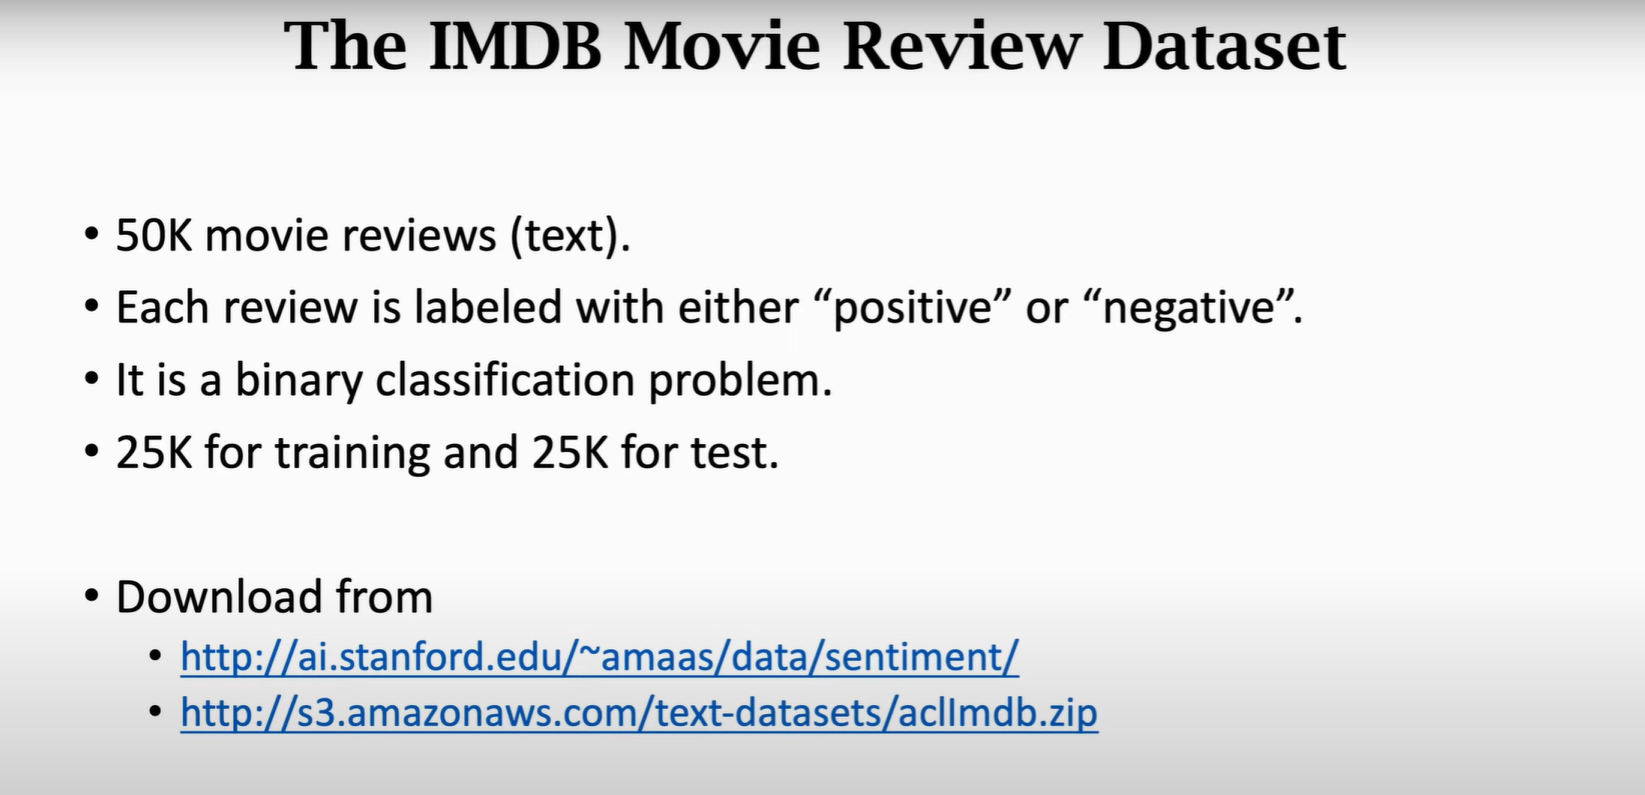 The IMDB Movie Review Dataset
• 50K movie reviews (text).
• Each review is labeled with either “positive” or “negative”.
• It is a binary classification problem.
• 25K for training and 25K for test.
• Download from
• http://ai.stanford.edu/~amaas/data/sentiment/
• http://s3.amazonaws.com/text-datasets/aclImdb.zip